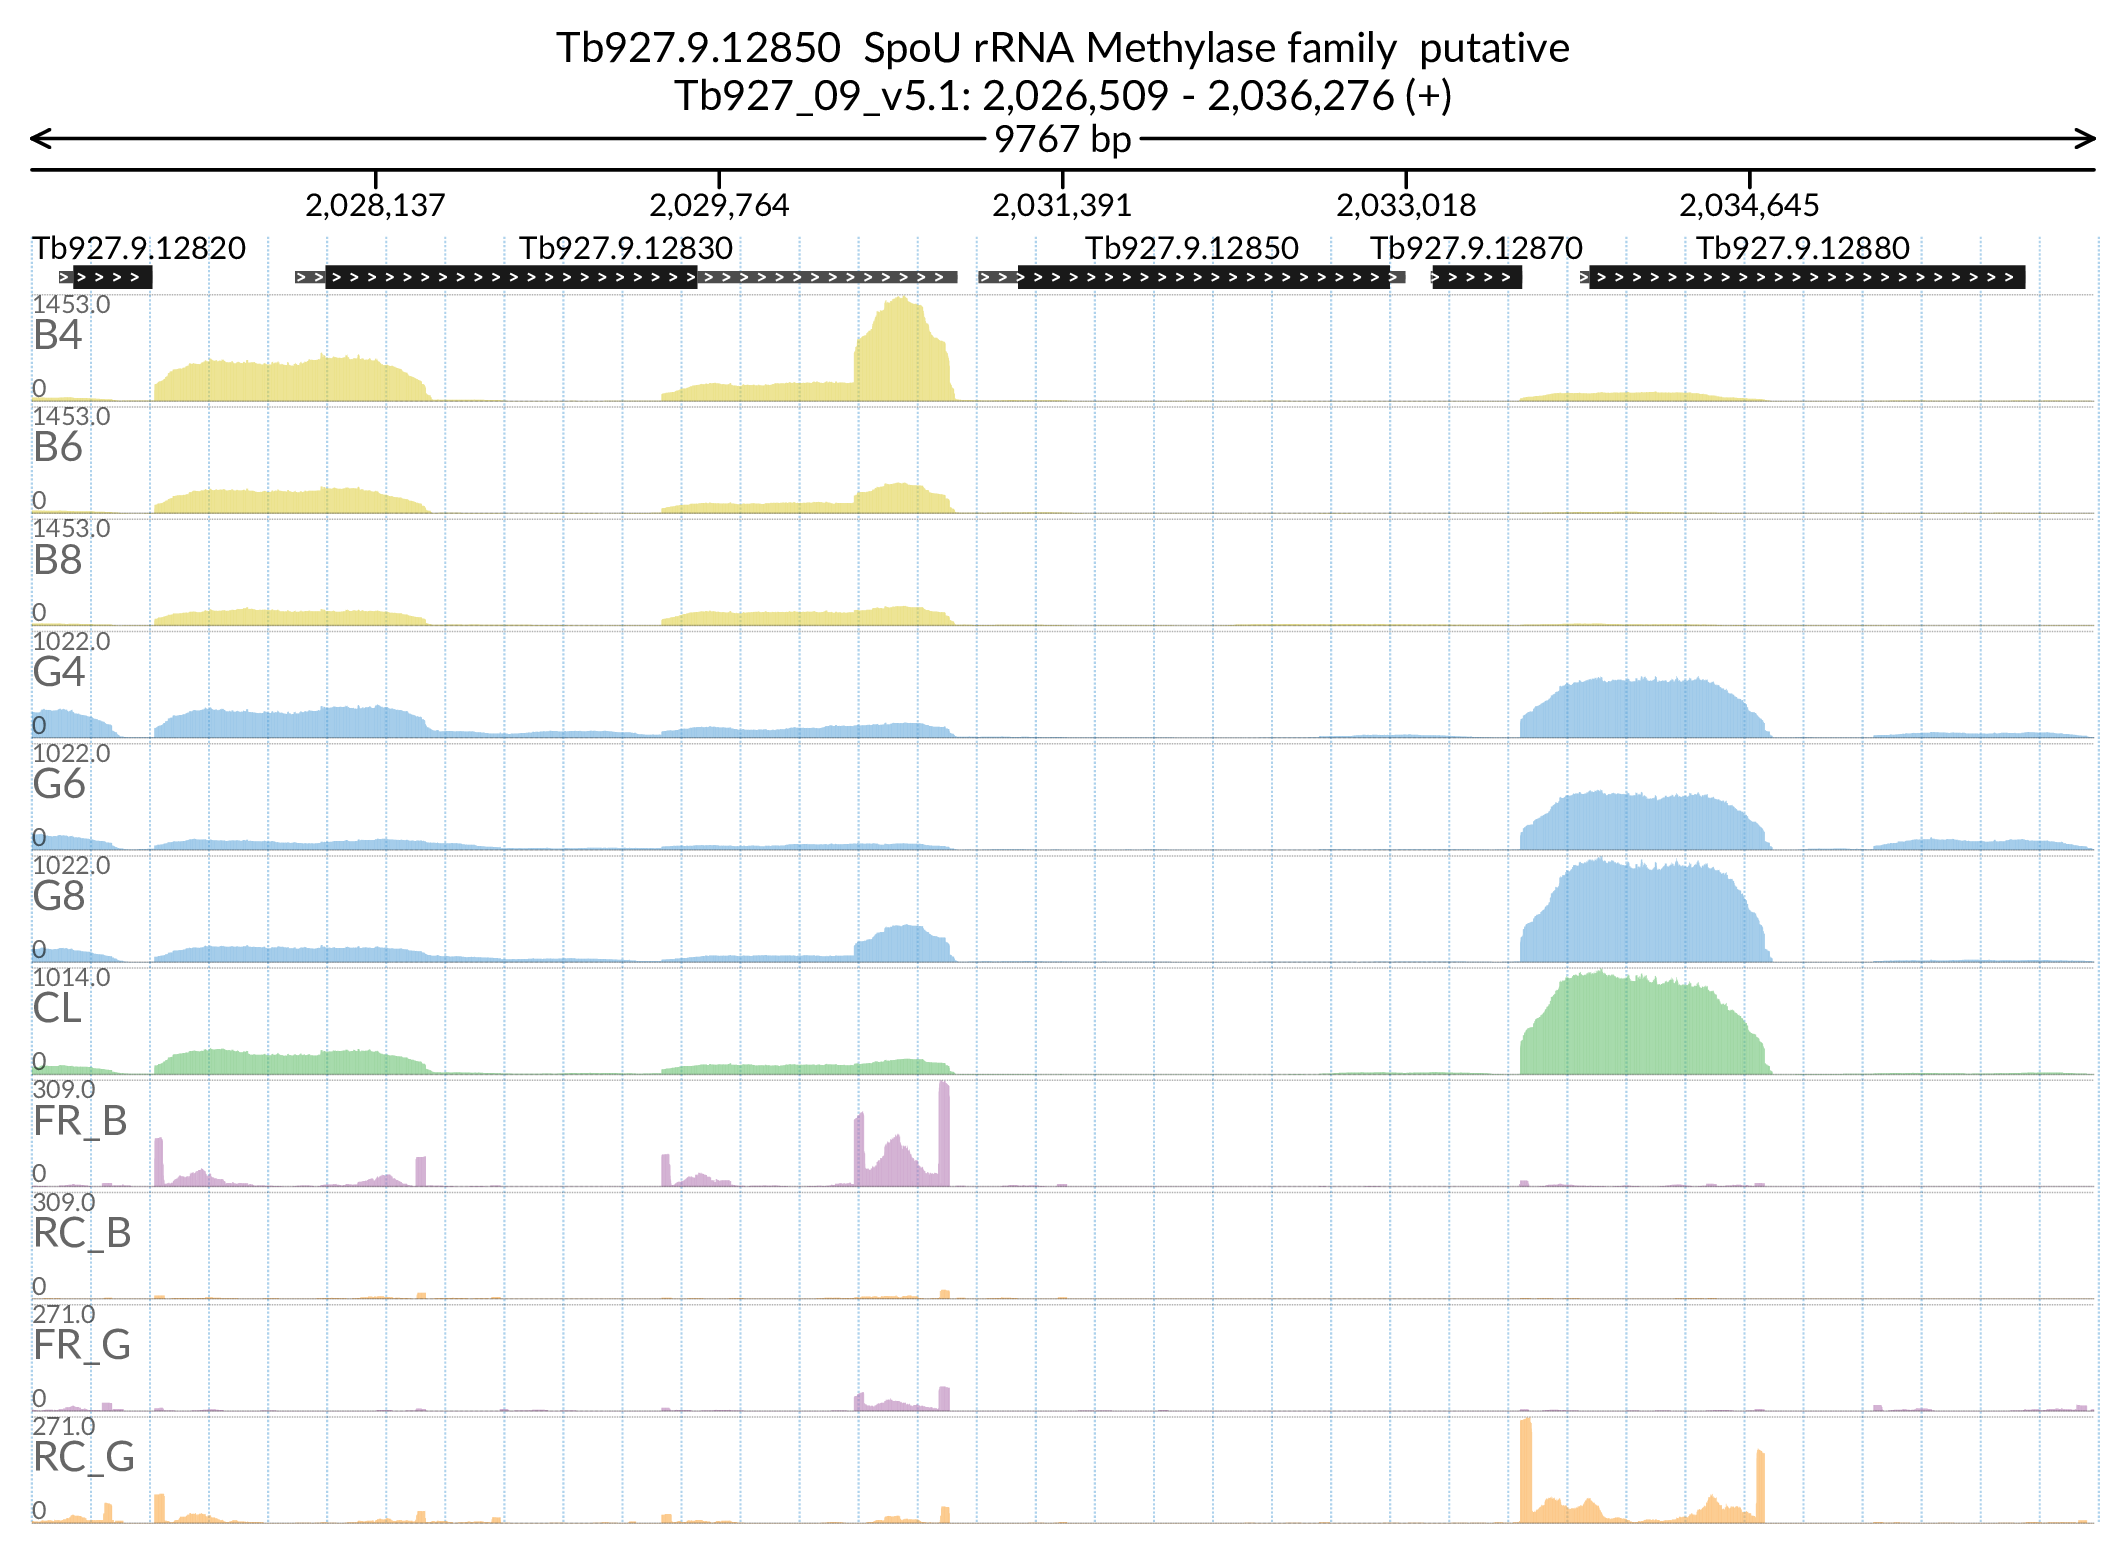 Tb927.9.12850  SpoU rRNA Methylase family  putative
Tb927_09_v5.1: 2,026,509 - 2,036,276 (+)
9767 bp
2,028,137 2,029,764 2,031,391 2,033,018 2,034,645
Tb927.9.12820 Tb927.9.12830 Tb927.9.12850 Tb927.9.12870 Tb927.9.12880
1453.0
B4
0
1453.0
B6
0
1453.0
B8
0
1022.0
G4
0
1022.0
G6
0
1022.0
G8
0
1014.0
CL
0
309.0
FR_B
0
309.0
RC_B
0
271.0
FR_G
0
271.0
RC_G
0